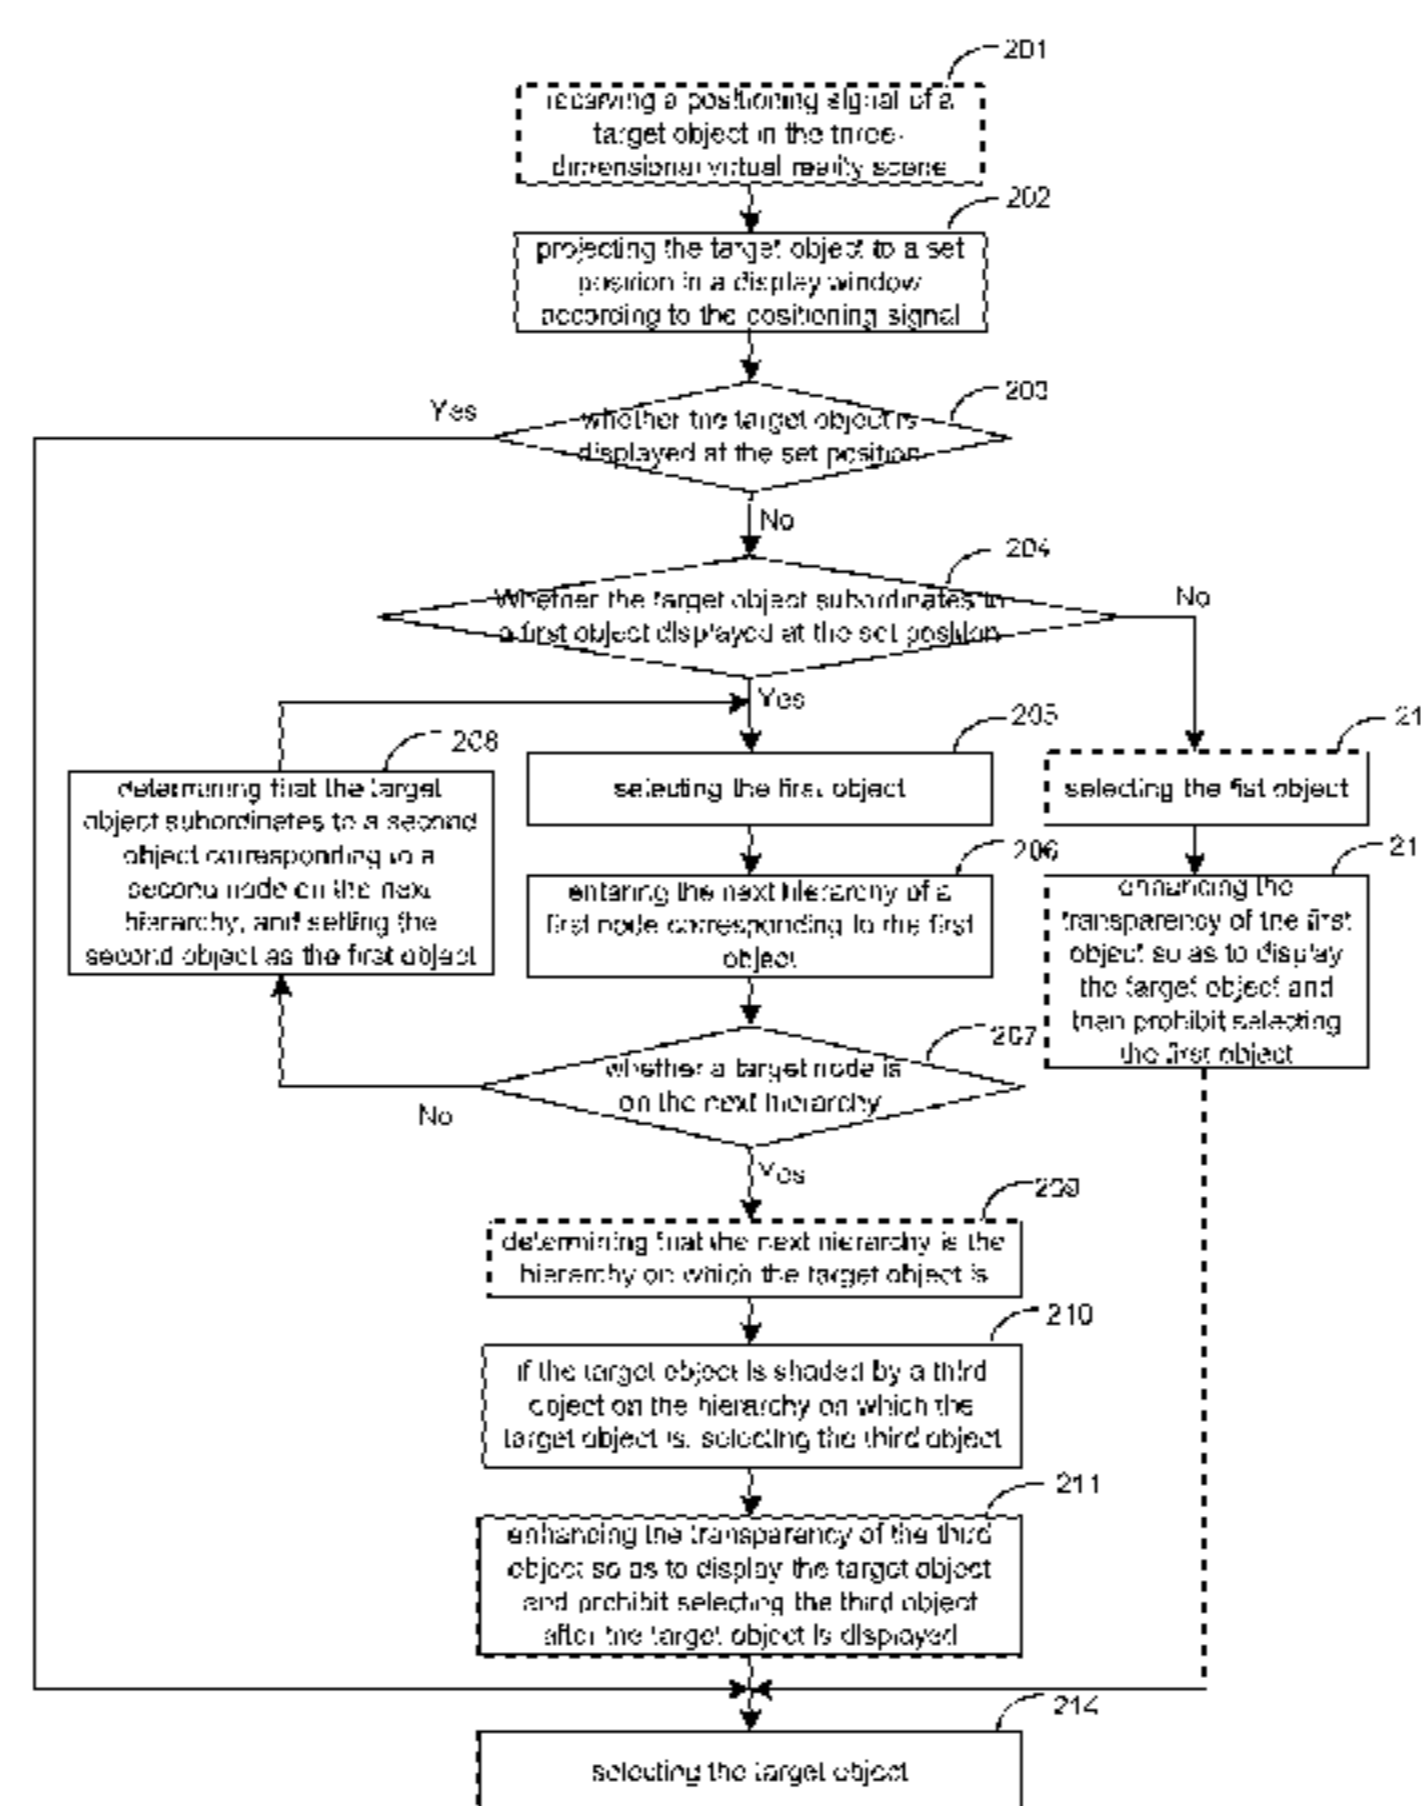 201
receiving a positioning signal of a
target object in the three-
dimensional virtual reality scene
202
projecting the target object to a set
position in a display window
according to the positioning signal
203
Yes
whether the target object is
displayed at the set position
No
204
Whether the target object subordinates to
a first object displayed at the set position
No
Yes
208
determining that the target
object subordinates to a second
object corresponding to a
second node on the next
hierarchy, and setting the
second object as the first object
205
selecting the first object
21
selecting the fist object
206
entering the next hierarchy of a
first node corresponding to the first
object
21
enhancing the
transparency of the first
object so as to display
the target object and
then prohibit selecting
the first object
207
whether a target node is
on the next hierarchy
No
Yes
209
determining that the next hierarchy is the
hierarchy on which the target object is
210
if the target object is shaded by a third
object on the hierarchy on which the
target object is, selecting the third object
211
enhancing the transparency of the third
object so as to display the target object
and prohibit selecting the third object
after the target object is displayed
214
selecting the target object